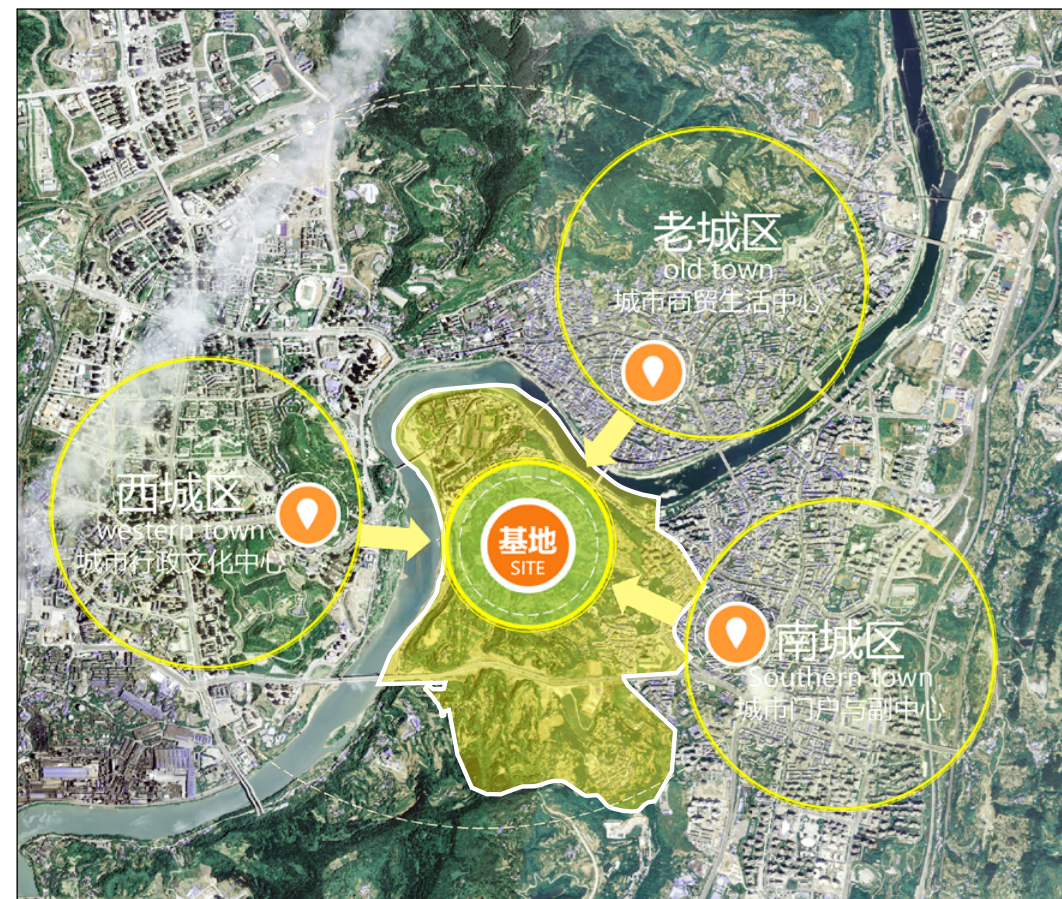 老城区
old town
城市商贸生活中心
西城区
western town
城市行政文化中心
基地
SITE
南城区
Southern town
城市门户与副中心